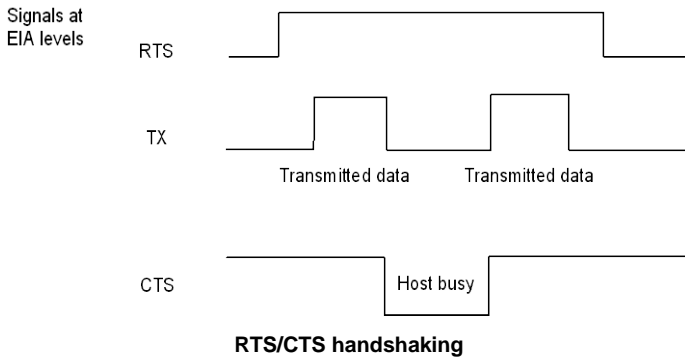 Signals at
EIA levels
RTS
TX
Transmitted data Transmitted data
CTS
Host busy
RTS/CTS handshaking